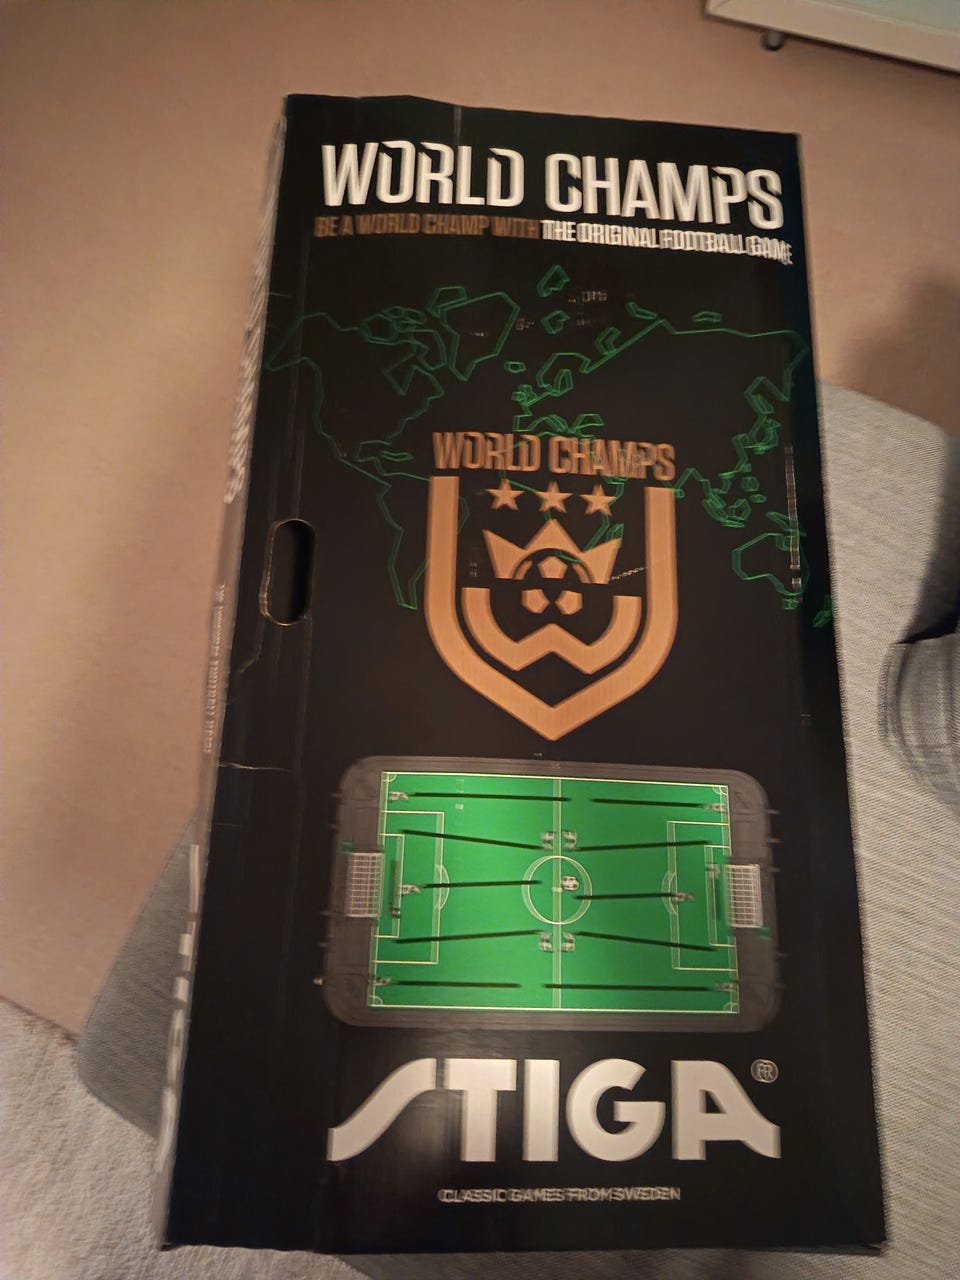 WORLD CHAMPS
BE A WORLD CHAMP WITH THE ORIGINAL FOOTBALL GAME
WORLD CHAMPS
STIGA®
CLASSIC GAMES FROM SWEDEN